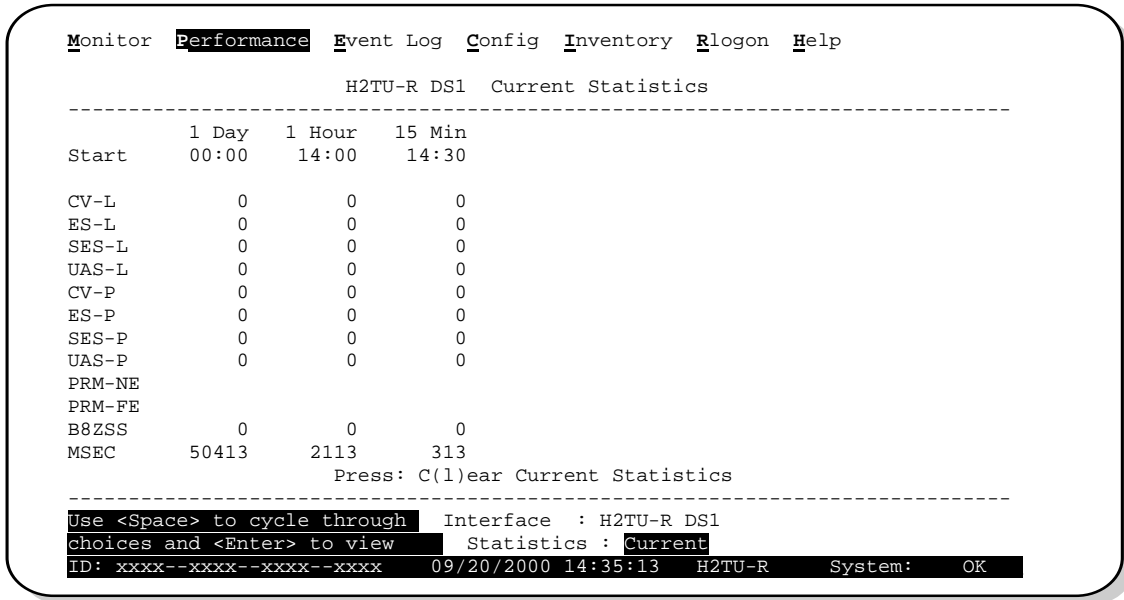 Monitor Performance Event Log Config Inventory Rlogon Help
H2TU-R DS1 Current Statistics
------------------------------------------------------------------------------
1 Day 1 Hour 15 Min
Start 00:00 14:00 14:30
CV-L 0 0 0
ES-L 0 0 0
SES-L 0 0 0
UAS-L 0 0 0
CV-P 0 0 0
ES-P 0 0 0
SES-P 0 0 0
UAS-P 0 0 0
PRM-NE
PRM-FE
B8ZSS 0 0 0
MSEC 50413 2113 313
Press: C(l)ear Current Statistics
------------------------------------------------------------------------------
Use <Space> to cycle through Interface : H2TU-R DS1
choices and <Enter> to view Statistics : Current
ID: xxxx--xxxx--xxxx--xxxx 09/20/2000 14:35:13 H2TU-R System: OK